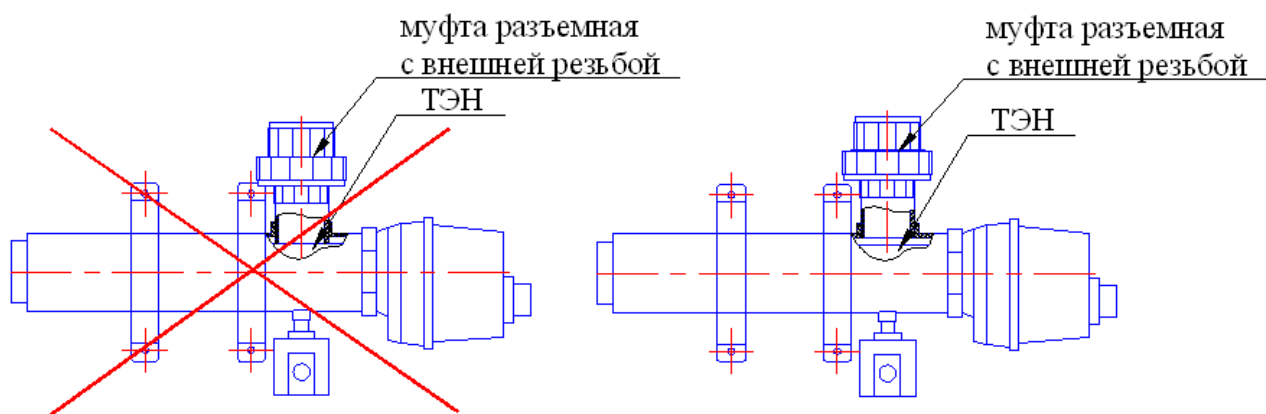 муфта разъемная
с внешней резьбой
ТЭН
муфта разъемная
с внешней резьбой
ТЭН